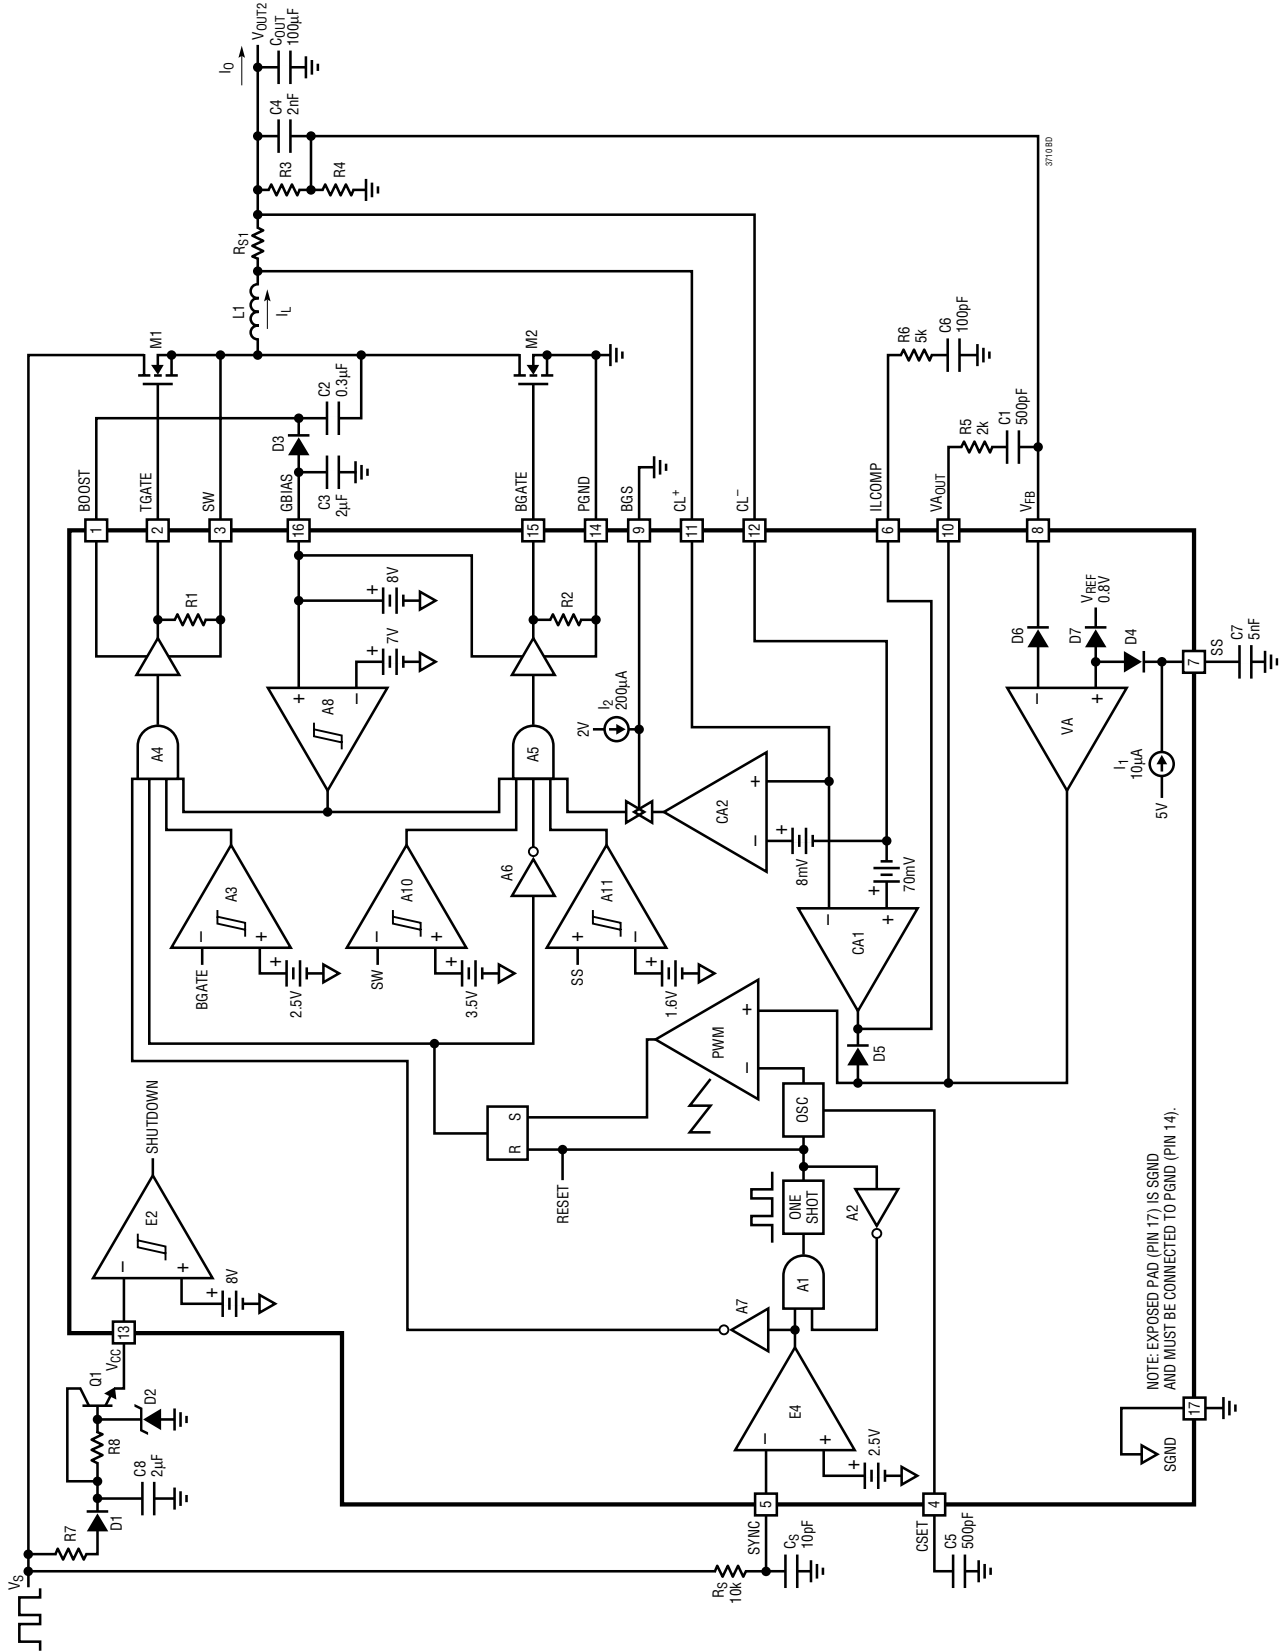 VS
R7
D1
C8
2µF
R8
Q1
D2
VCC
13
8V
E2
SHUTDOWN
BOOST
1
TGATE
2
SW
3
GBIAS
16
BGATE
15
PGND
14
BGS
9
CL+
11
CL–
12
ILCOMP
6
VAOUT
10
VFB
8
M1
M2
L1
IL
RS1
R3
R4
C4
2nF
IO
VOUT2
COUT
100µF
D3
C2
0.3µF
C3
2µF
R1
R2
A4
A8
8V
7V
A5
2V
I2
200µA
BGATE
A3
2.5V
SW
A10
3.5V
A6
SS
A11
1.6V
CA2
8mV
70mV
CA1
D5
PWM
R
S
RESET
OSC
ONE
SHOT
A2
A1
A7
E4
2.5V
RS
10k
SYNC
5
CS
10pF
CSET
4
C5
500pF
R6
5k
C6
100pF
R5
2k
C1
500pF
D6
D7
VREF
0.8V
D4
VA
I1
10µA
5V
7
SS
C7
5nF
SGND
17
NOTE: EXPOSED PAD (PIN 17) IS SGND
AND MUST BE CONNECTED TO PGND (PIN 14).
3710 BD